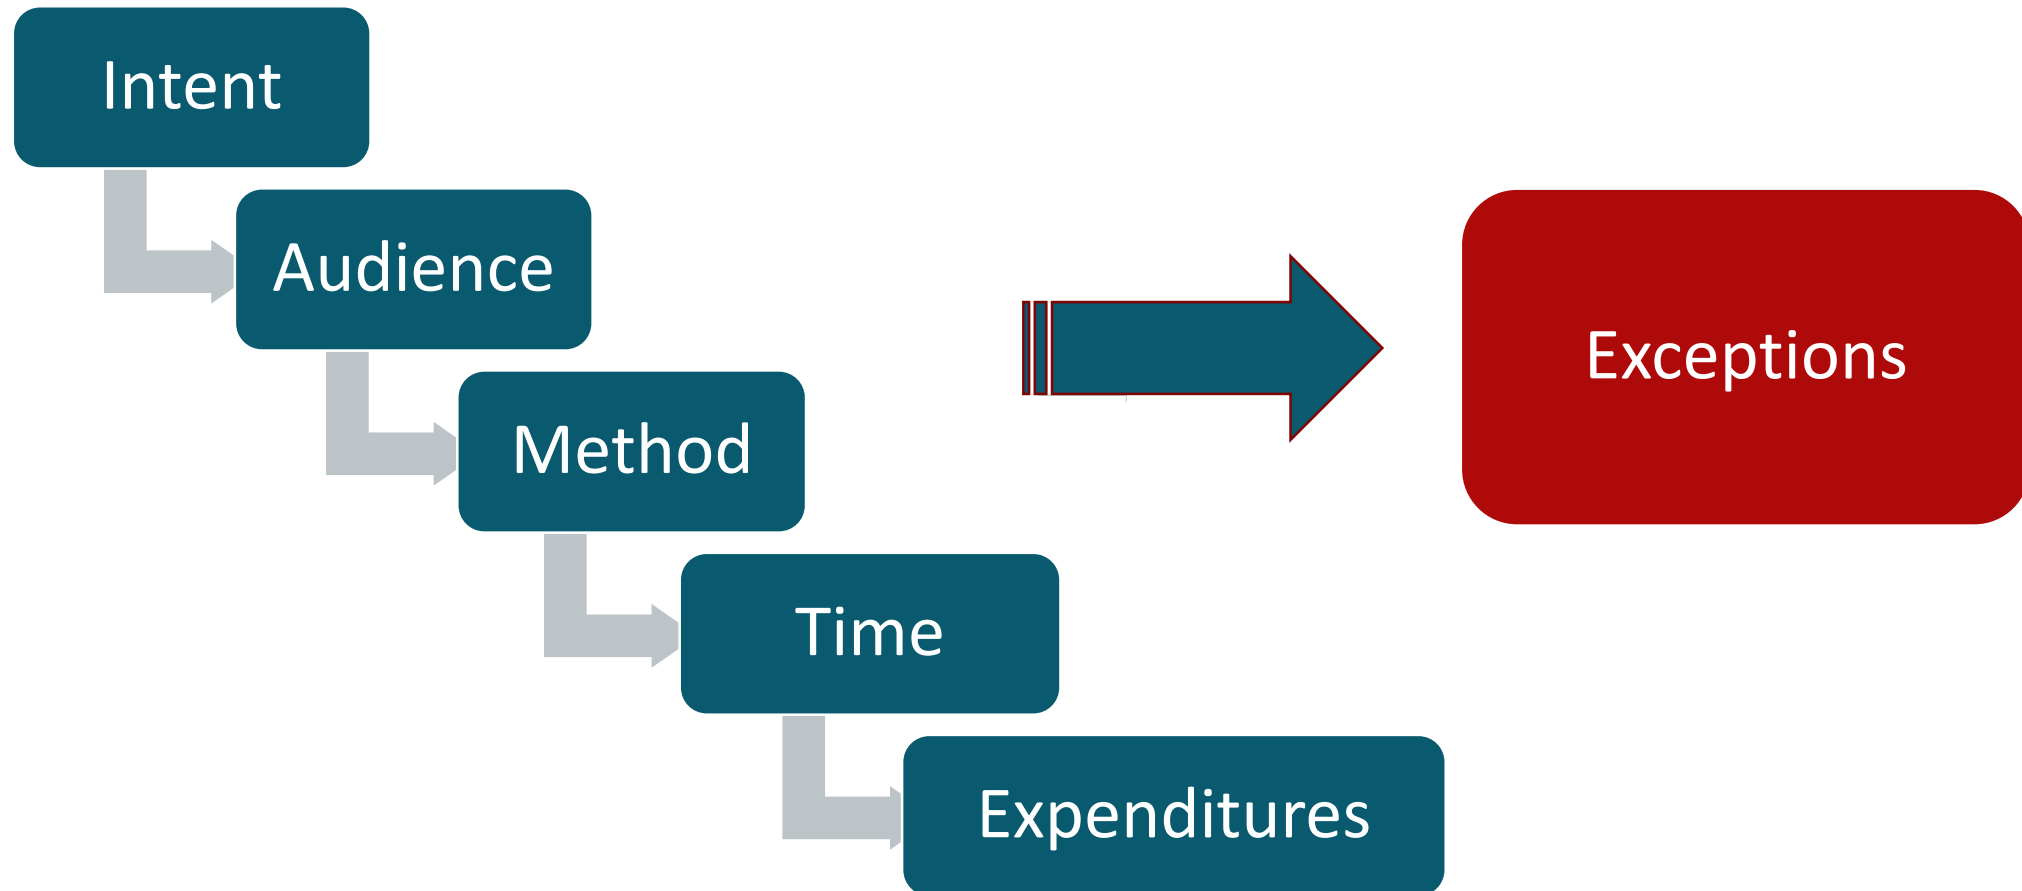 Intent
Audience
Method
Time
Expenditures
Exceptions